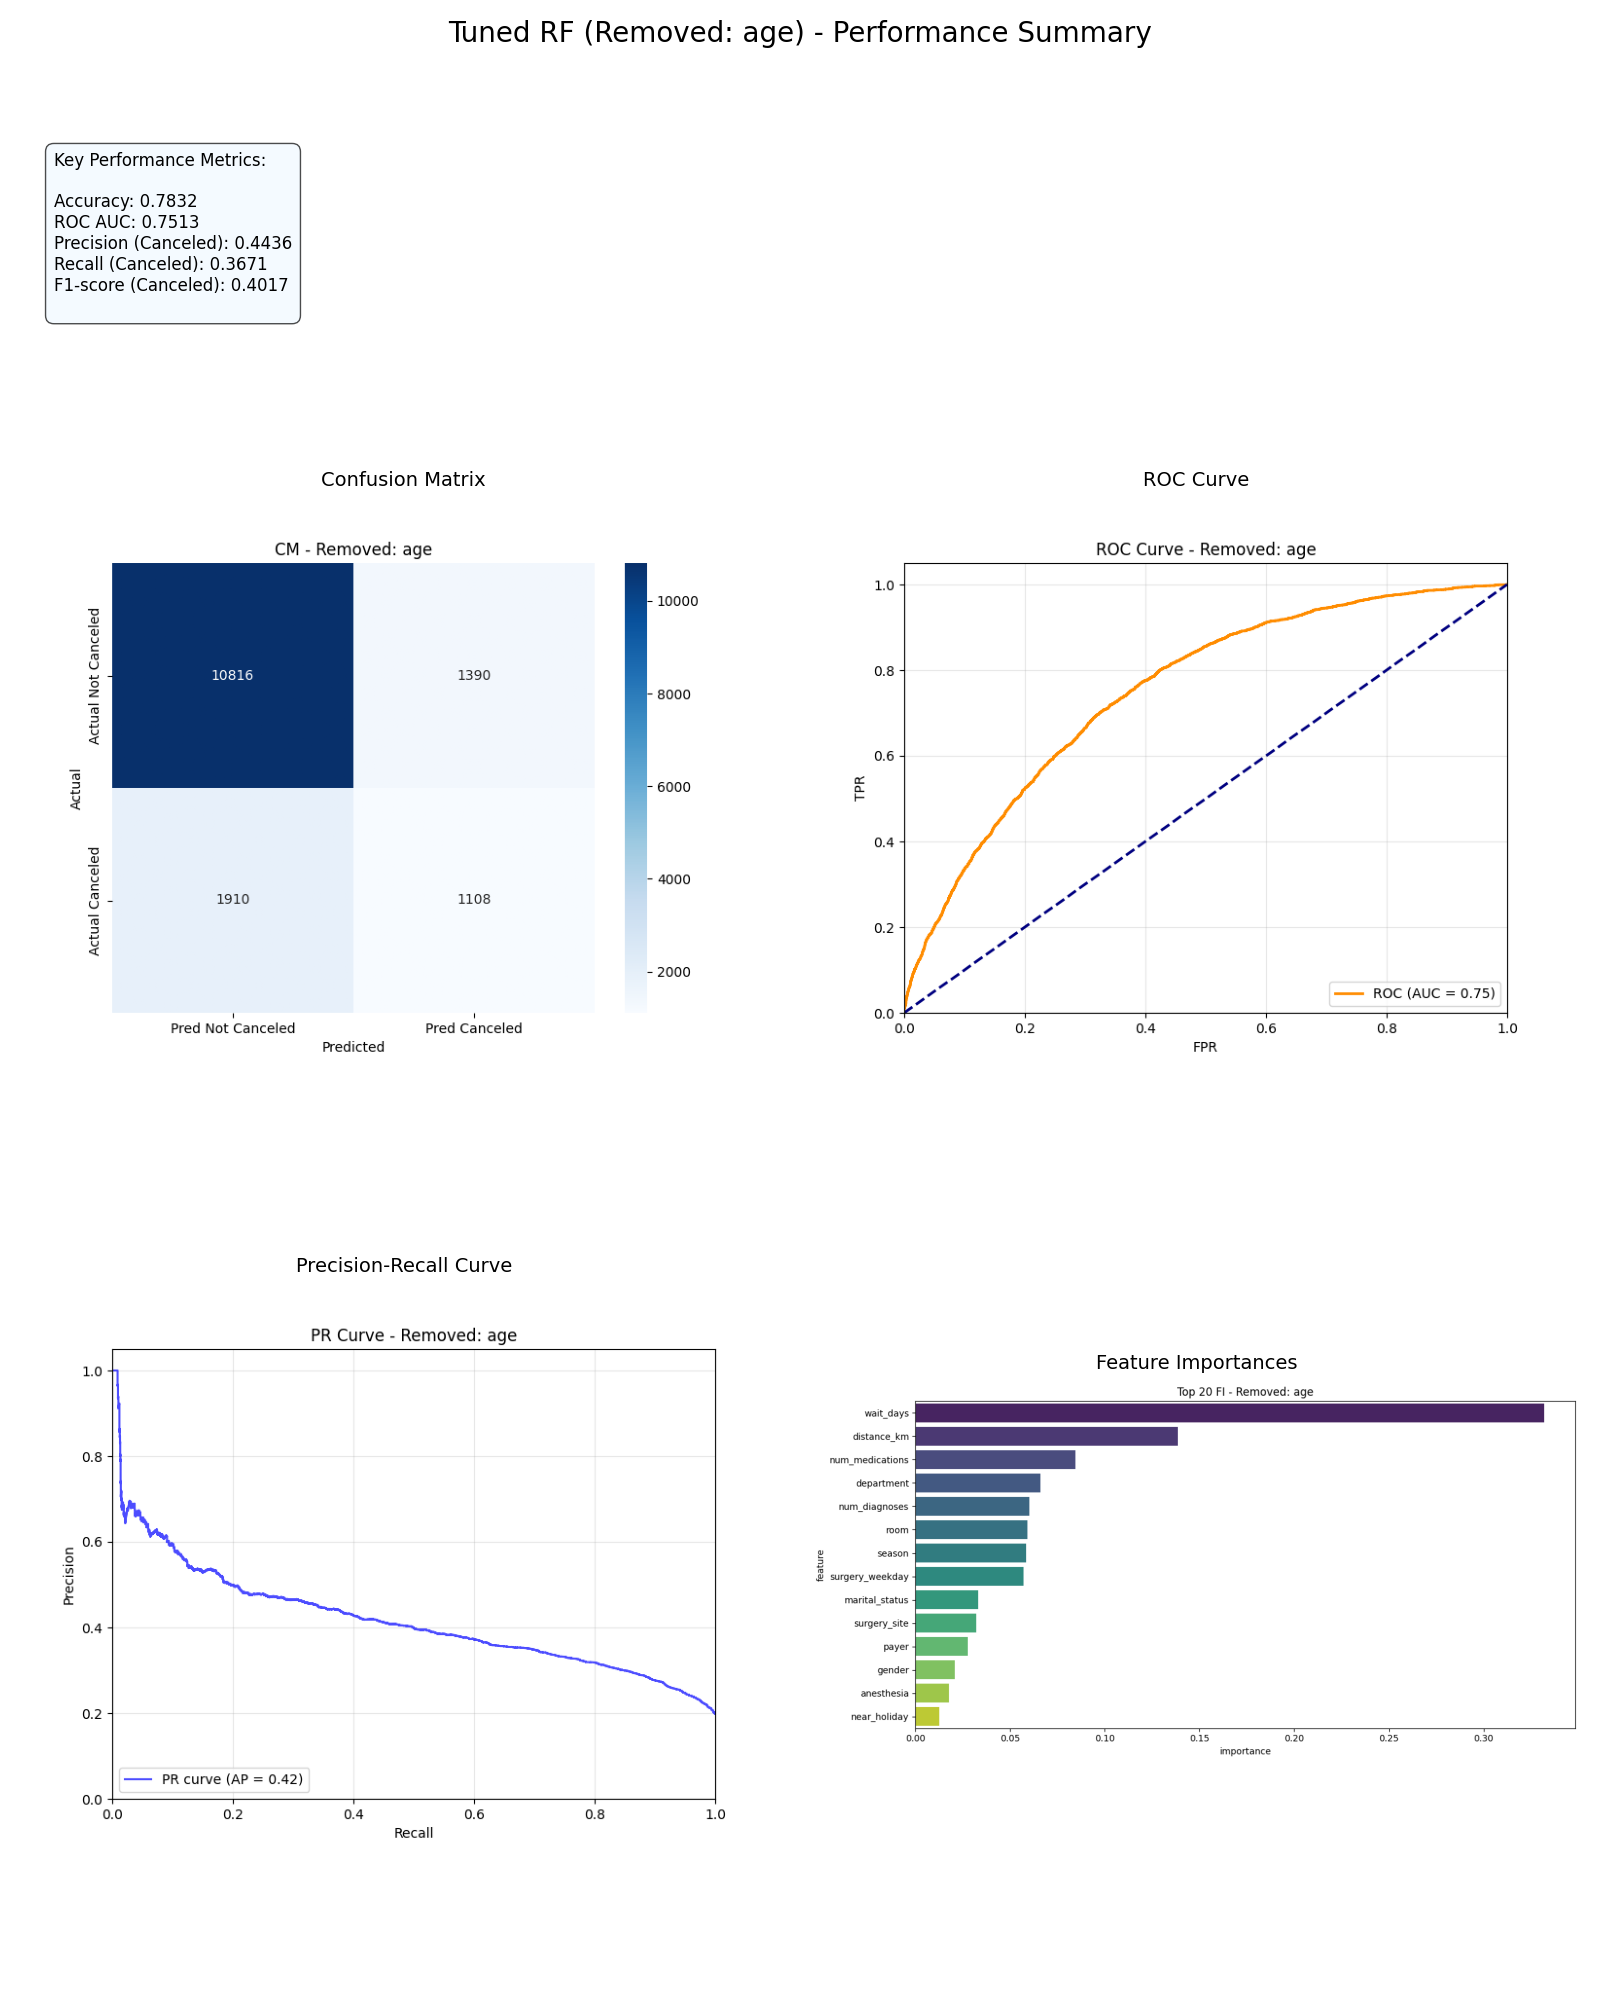 Tuned RF (Removed: age) - Performance Summary
Key Performance Metrics:
Accuracy: 0.7832
ROC AUC: 0.7513
Precision (Canceled): 0.4436
Recall (Canceled): 0.3671
F1-score (Canceled): 0.4017
Confusion Matrix
CM - Removed: age
Actual
Actual Not Canceled
Actual Canceled
10816
1390
1910
1108
Pred Not Canceled
Pred Canceled
Predicted
10000
8000
6000
4000
2000
ROC Curve
ROC Curve - Removed: age
TPR
1.0
0.8
0.6
0.4
0.2
0.0
ROC (AUC = 0.75)
0.0
0.2
0.4
0.6
0.8
1.0
FPR
Precision-Recall Curve
PR Curve - Removed: age
Precision
1.0
0.8
0.6
0.4
0.2
0.0
PR curve (AP = 0.42)
0.0
0.2
0.4
0.6
0.8
1.0
Recall
Feature Importances
Top 20 FI - Removed: age
feature
wait_days
distance_km
num_medications
department
num_diagnoses
room
season
surgery_weekday
marital_status
surgery_site
payer
gender
anesthesia
near_holiday
0.00
0.05
0.10
0.15
0.20
0.25
0.30
importance